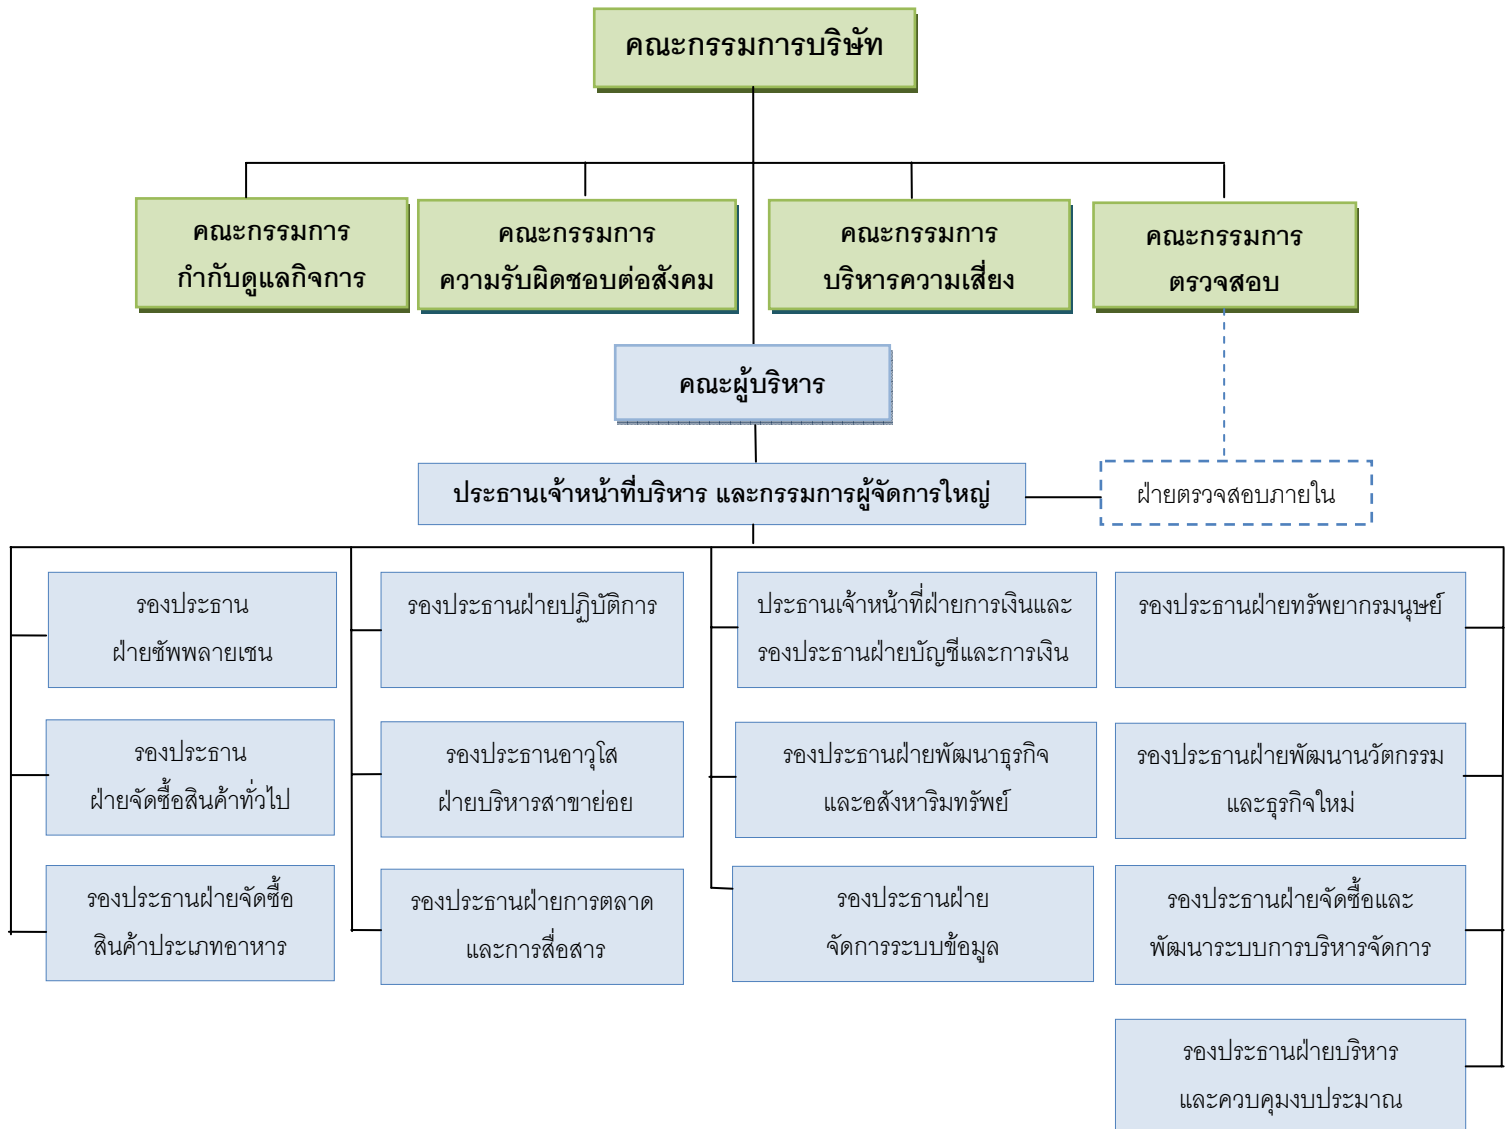 คณะกรรมการบริษัท
คณะกรรมการ
กำกับดูแลกิจการ
คณะกรรมการ
ความรับผิดชอบต่อสังคม
คณะกรรมการ
บริหารความเสี่ยง
คณะกรรมการ
ตรวจสอบ
คณะผู้บริหาร
ประธานเจ้าหน้าที่บริหาร และกรรมการผู้จัดการใหญ่
ฝ่ายตรวจสอบภายใน
รองประธาน
ฝ่ายซัพพลายเชน
รองประธานฝ่ายปฏิบัติการ
ประธานเจ้าหน้าที่ฝ่ายการเงินและ
รองประธานฝ่ายบัญชีและการเงิน
รองประธานฝ่ายทรัพยากรมนุษย์
รองประธาน
ฝ่ายจัดซื้อสินค้าทั่วไป
รองประธานอาวุโส
ฝ่ายบริหารสาขาย่อย
รองประธานฝ่ายพัฒนาธุรกิจ
และอสังหาริมทรัพย์
รองประธานฝ่ายพัฒนานวัตกรรม
และธุรกิจใหม่
รองประธานฝ่ายจัดซื้อ
สินค้าประเภทอาหาร
รองประธานฝ่ายการตลาด
และการสื่อสาร
รองประธานฝ่าย
จัดการระบบข้อมูล
รองประธานฝ่ายจัดซื้อและ
พัฒนาระบบการบริหารจัดการ
รองประธานฝ่ายบริหาร
และควบคุมงบประมาณ